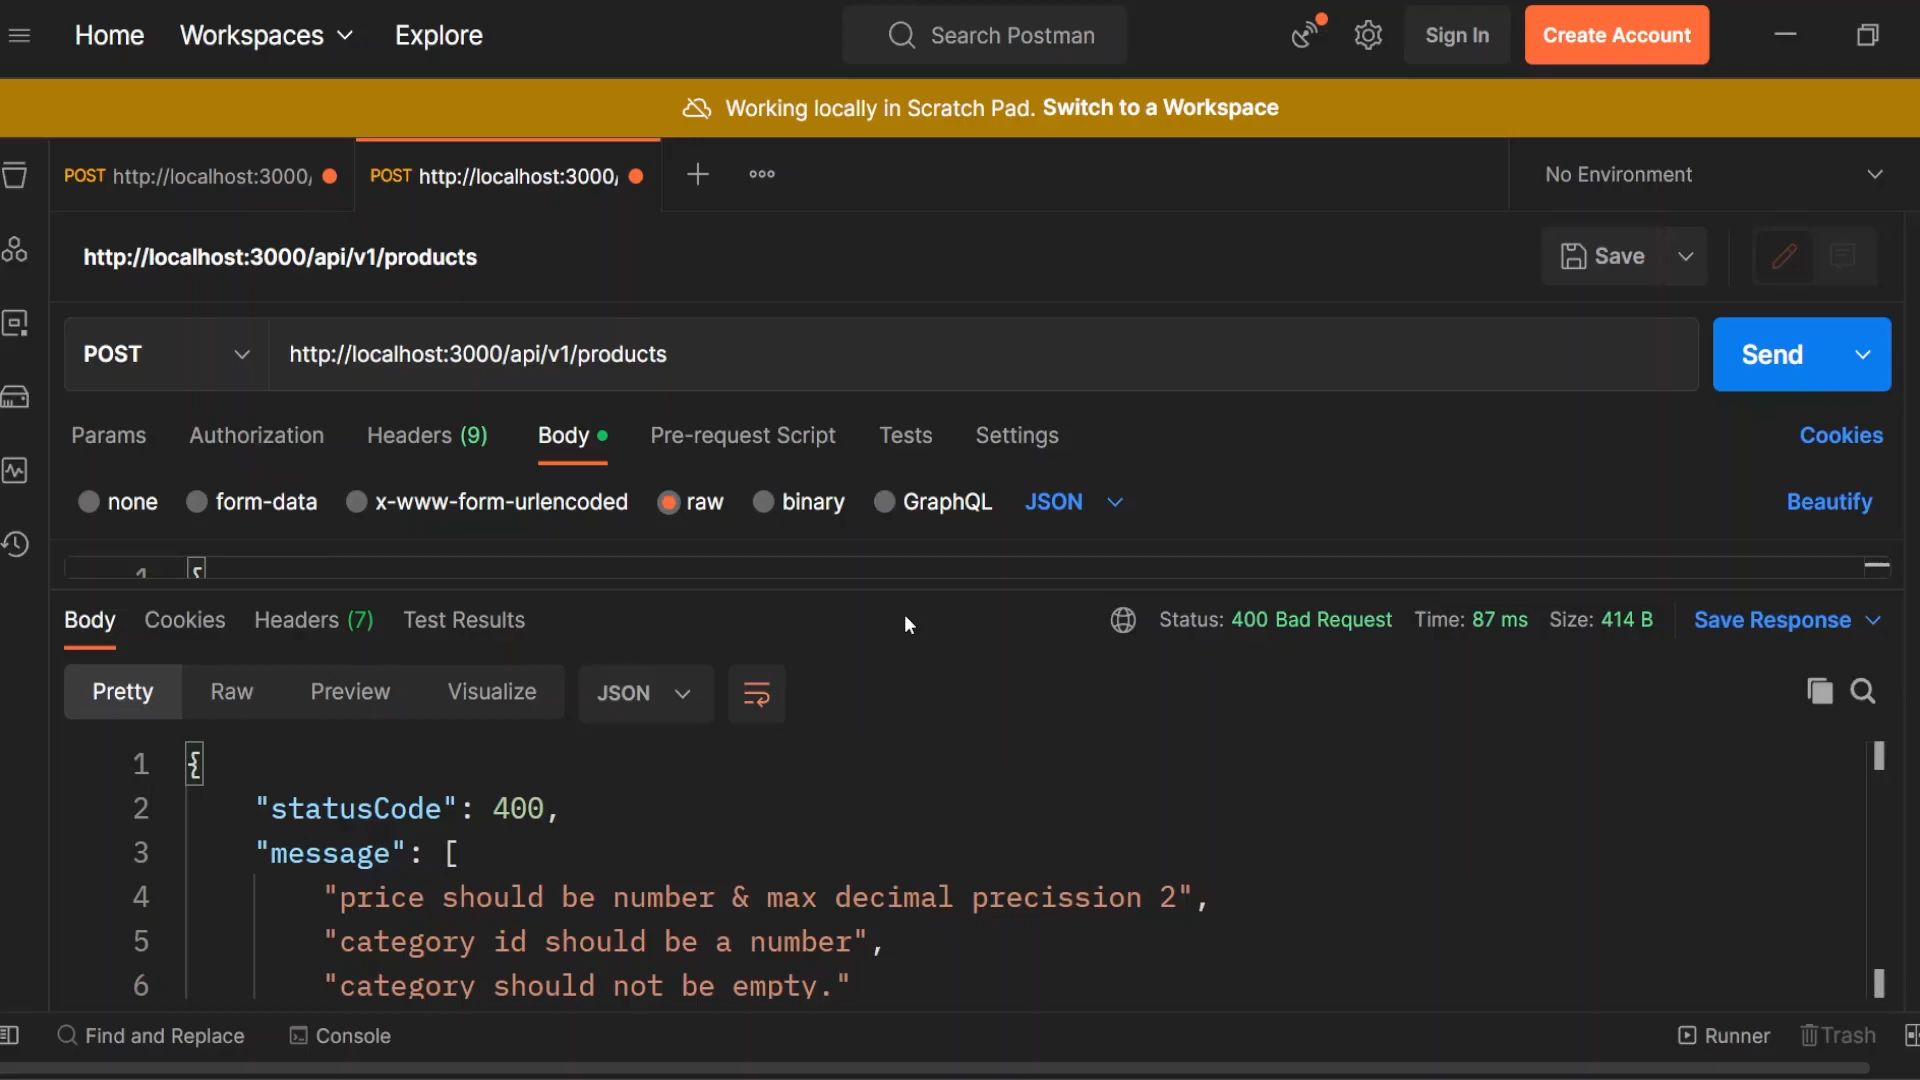 Home Workspaces Explore Search Postman Sign In Create Account
Working locally in Scratch Pad. Switch to a Workspace
POST http://localhost:3000/ POST http://localhost:3000/ No Environment
http://localhost:3000/api/v1/products Save
POST http://localhost:3000/api/v1/products Send
Params Authorization Headers (9) Body Pre-request Script Tests Settings Cookies
none form-data x-www-form-urlencoded raw binary GraphQL JSON Beautify
1 {
Body Cookies Headers (7) Test Results Status: 400 Bad Request Time: 87 ms Size: 414 B Save Response
Pretty Raw Preview Visualize JSON
1 {
2 "statusCode": 400,
3 "message": [
4 "price should be number & max decimal precission 2",
5 "category id should be a number",
6 "category should not be empty."
Find and Replace Console Runner Trash